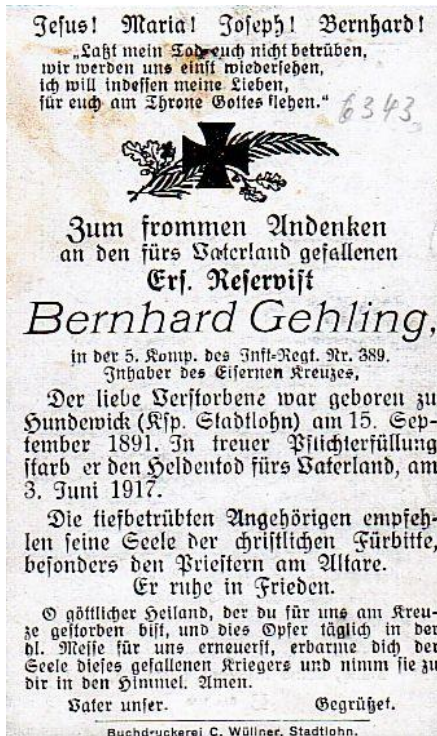 Jesus! Maria! Joseph! Bernhard!
„Laßt mein Tod euch nicht betrüben,
wir werden uns einst wiedersehen,
ich will indessen meine Lieben,
für euch am Throne Gottes flehen.“
6343
Zum frommen Andenken
an den fürs Vaterland gefallenen
Ers. Reservist
Bernhard Gehling,
in der 5. Komp. des Inft-Regt. Nr. 389.
Inhaber des Eisernen Kreuzes,
Der liebe Verstorbene war geboren zu
Hundewick (Ksp. Stadtlohn) am 15. Sep-
tember 1891. In treuer Pflichterfüllung
starb er den Heldentod fürs Vaterland, am
3. Juni 1917.
Die tiefbetrübten Angehörigen empfeh-
len seine Seele der christlichen Fürbitte,
besonders den Priestern am Altare.
Er ruhe in Frieden.
O göttlicher Heiland, der du für uns am Kreu-
ze gestorben bist, und dies Opfer täglich in der
hl. Messe für uns erneuerst, erbarme dich der
Seele dieses gefallenen Kriegers und nimm sie zu
dir in den Himmel. Amen.
Vater unser. Gegrüßet.
Buchdruckerei C. Wüllner, Stadtlohn.